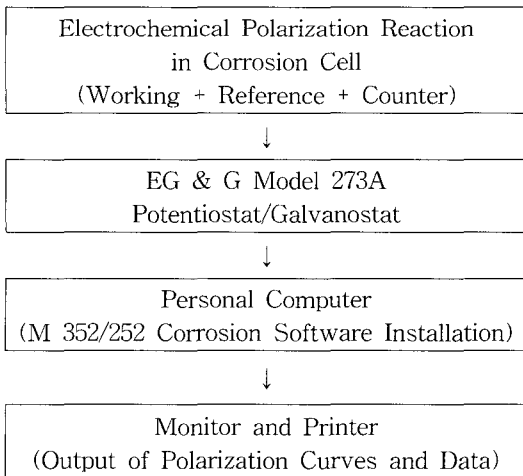 Electrochemical Polarization Reaction
in Corrosion Cell
(Working + Reference + Counter)
↓
EG & G Model 273A
Potentiostat/Galvanostat
↓
Personal Computer
(M 352/252 Corrosion Software Installation)
↓
Monitor and Printer
(Output of Polarization Curves and Data)